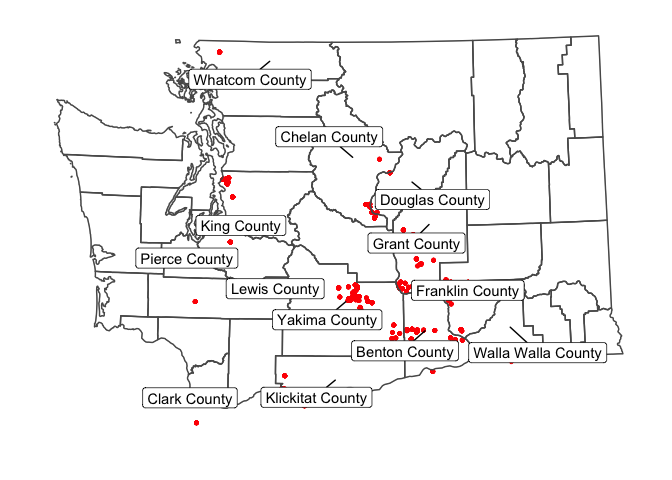 Whatcom County
Chelan County
Douglas County
King County
Grant County
Pierce County
Lewis County
Franklin County
Yakima County
Benton County
Walla Walla County
Clark County
Klickitat County